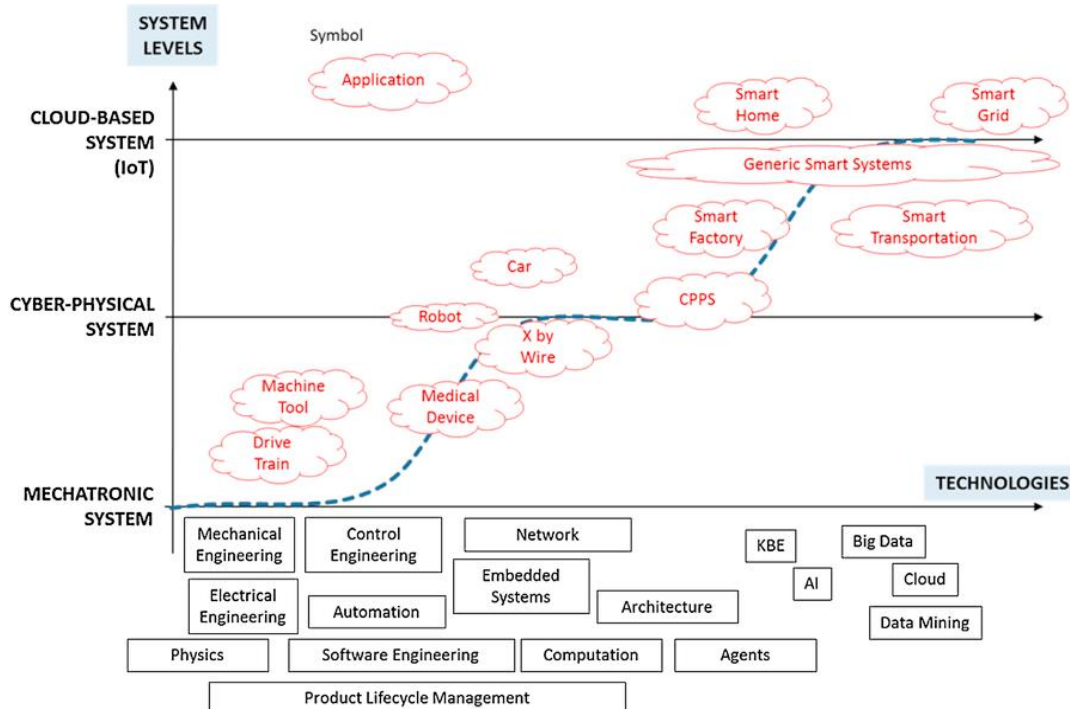 SYSTEM
LEVELS
Symbol
Application
Smart
Home
Smart
Grid
CLOUD-BASED
SYSTEM
(IoT)
Generic Smart Systems
Smart
Factory
Smart
Transportation
Car
CPPS
CYBER-PHYSICAL
SYSTEM
Robot
X by
Wire
Machine
Tool
Medical
Device
Drive
Train
TECHNOLOGIES
MECHATRONIC
SYSTEM
Mechanical
Engineering
Control
Engineering
Network
KBE
Big Data
Electrical
Engineering
Automation
Embedded
Systems
Architecture
AI
Cloud
Data Mining
Physics
Software Engineering
Computation
Agents
Product Lifecycle Management